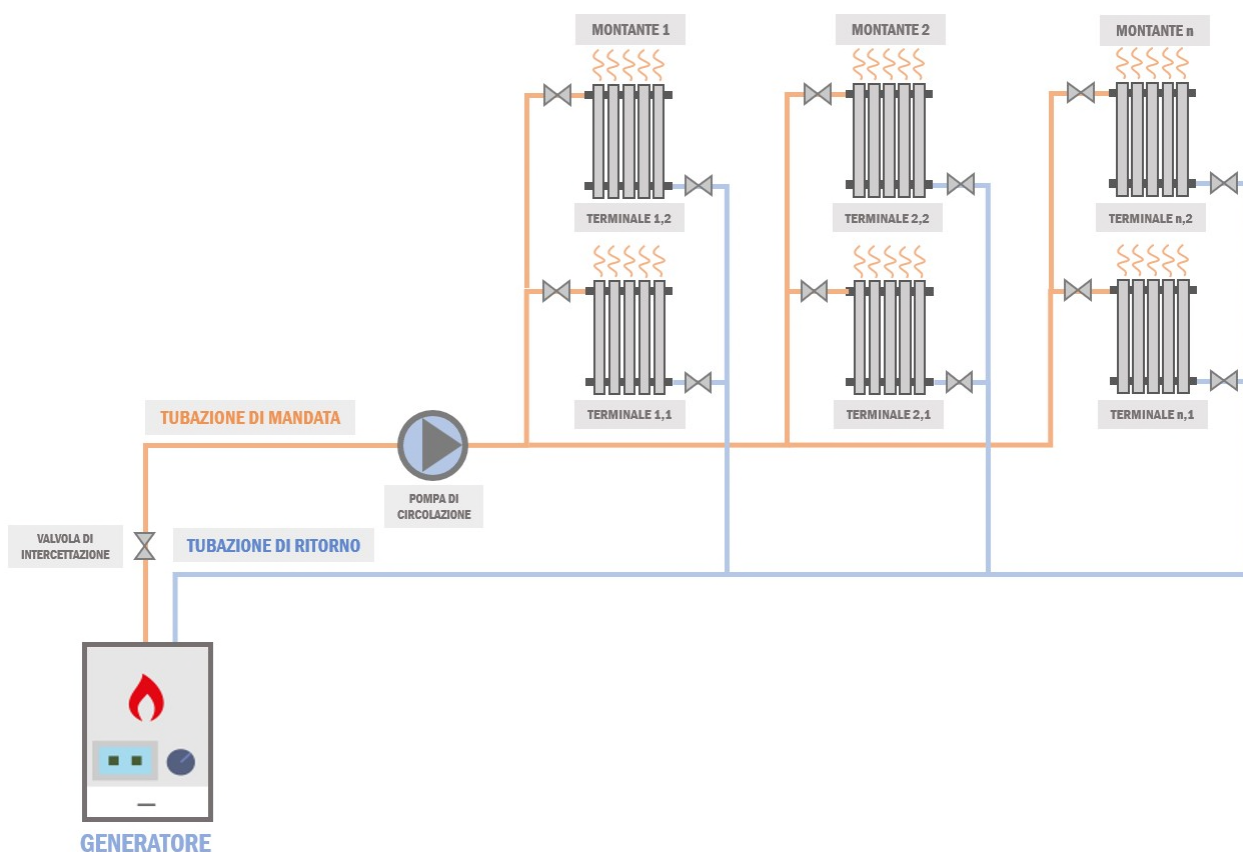 MONTANTE 1
MONTANTE 2
MONTANTE n
TERMINALE 1,2
TERMINALE 2,2
TERMINALE n,2
TERMINALE 1,1
TERMINALE 2,1
TERMINALE n,1
TUBAZIONE DI MANDATA
POMPA DI
CIRCOLAZIONE
VALVOLA DI
INTERCETTAZIONE
TUBAZIONE DI RITORNO
GENERATORE